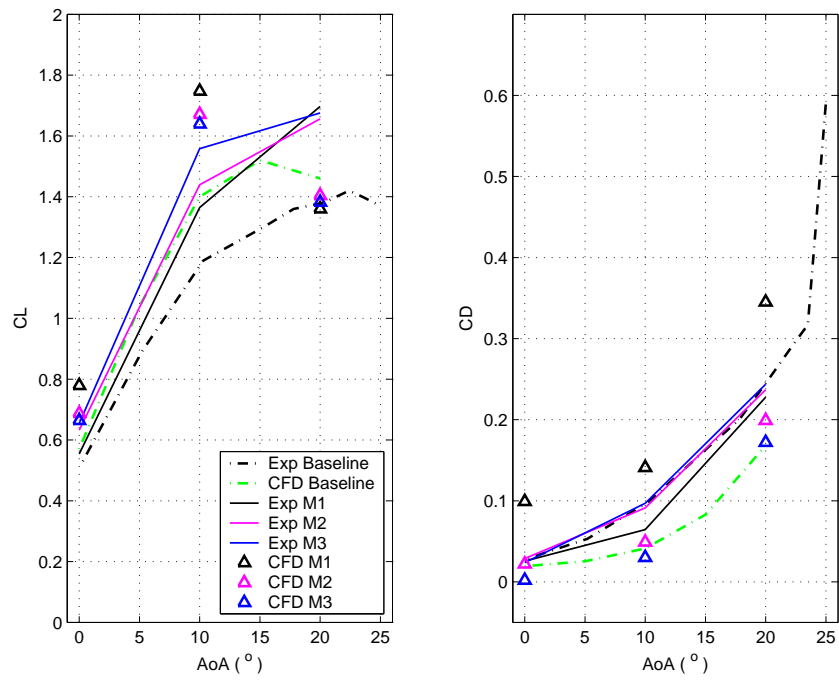 2
1.8
1.6
1.4
1.2
1
0.8
0.6
0.4
0.2
0
CL
0 5 10 15 20 25
AoA ( °)
Exp Baseline
CFD Baseline
Exp M1
Exp M2
Exp M3
CFD M1
CFD M2
CFD M3
0.6
0.5
0.4
0.3
0.2
0.1
0
CD
0 5 10 15 20 25
AoA ( °)